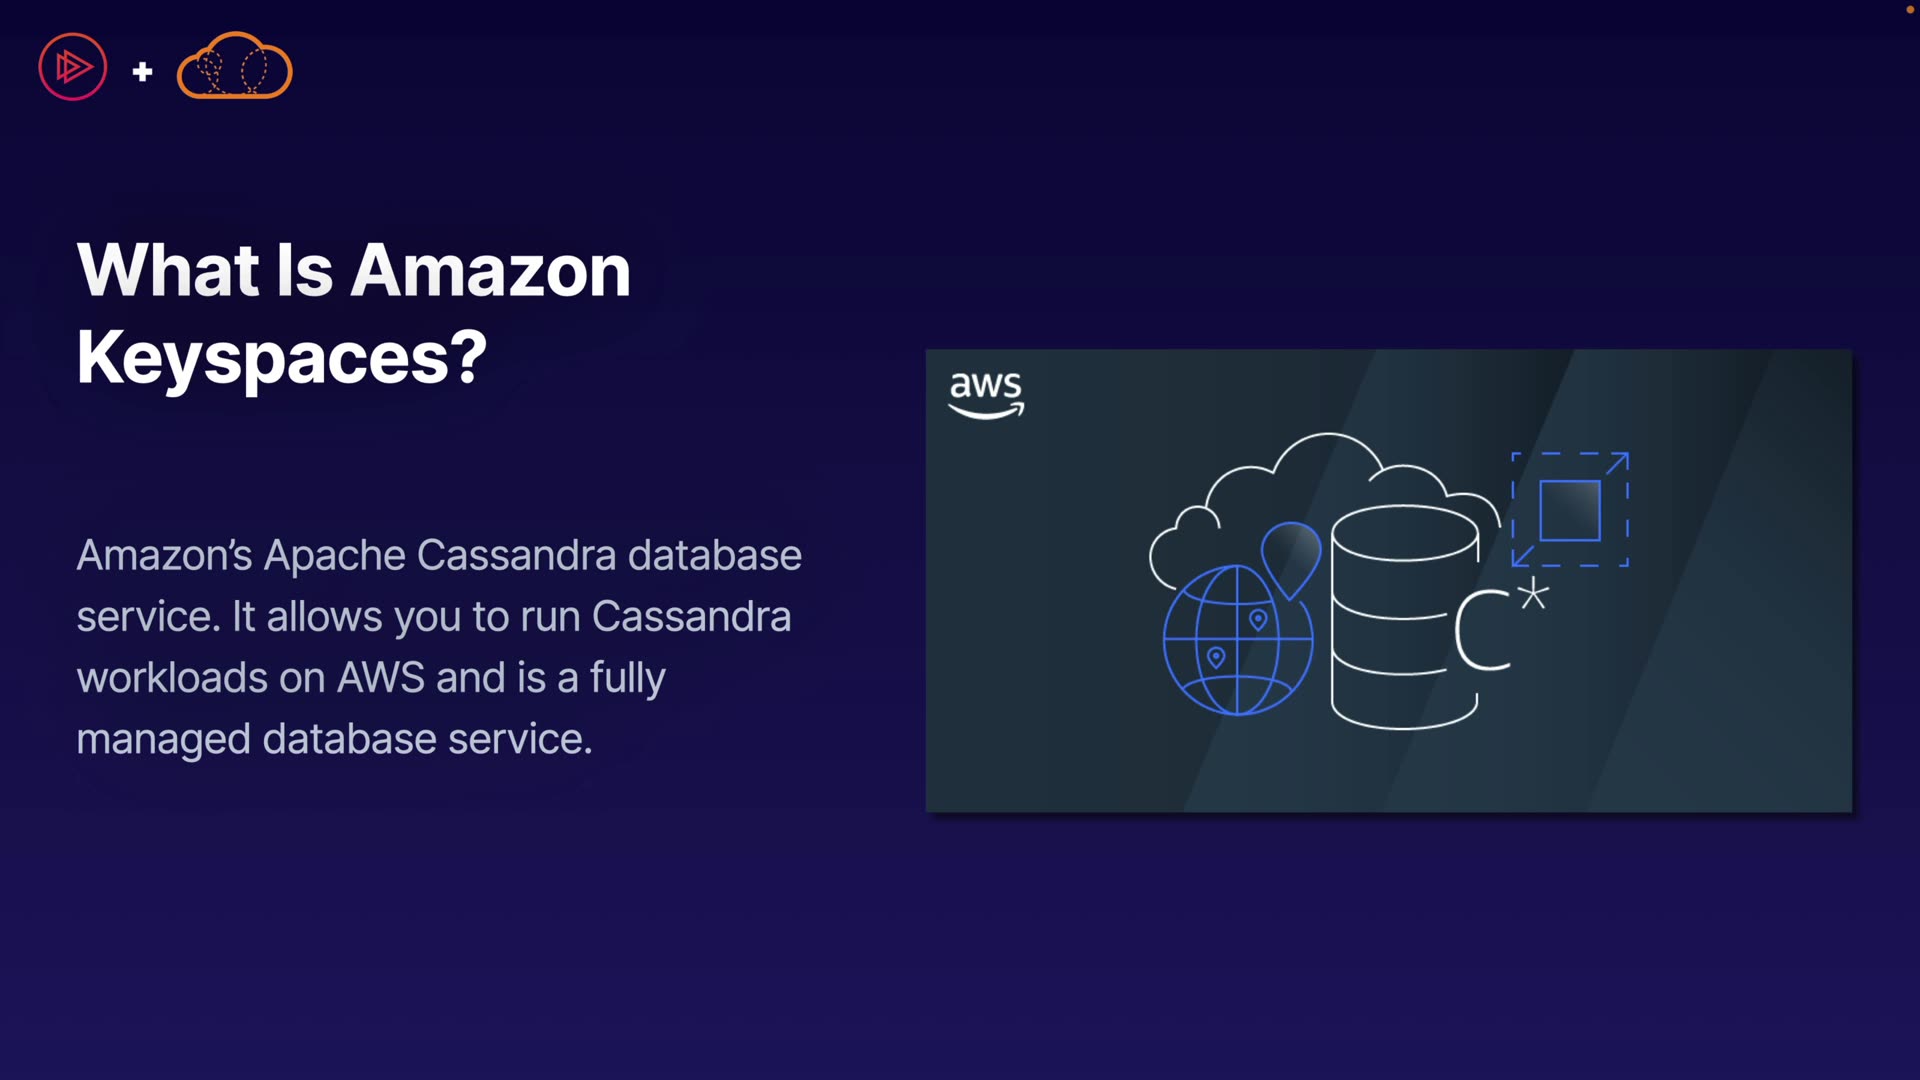 What Is Amazon
Keyspaces?
Amazon’s Apache Cassandra database
service. It allows you to run Cassandra
workloads on AWS and is a fully
managed database service.
aws
C*